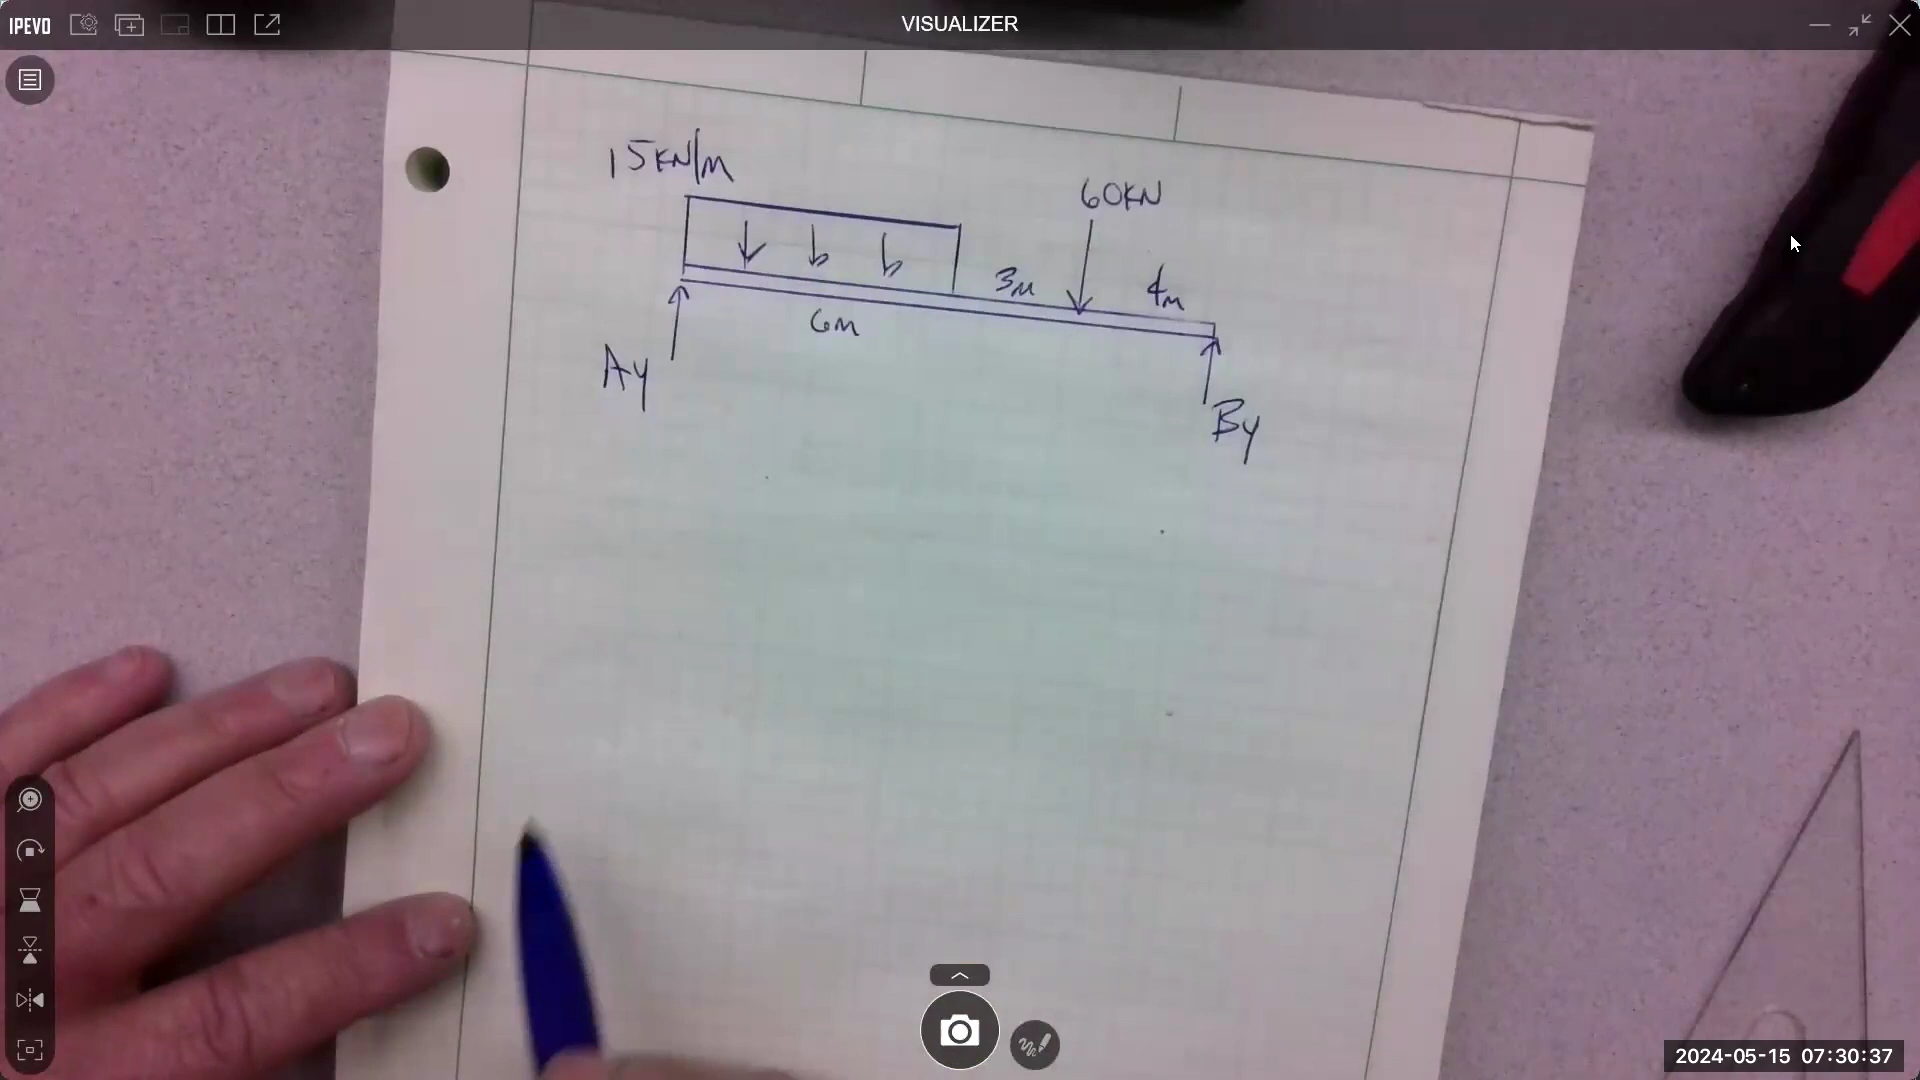 IPEVO
VISUALIZER
15KN/M
60KN
3M
4M
6M
Ay
By
2024-05-15 07:30:37